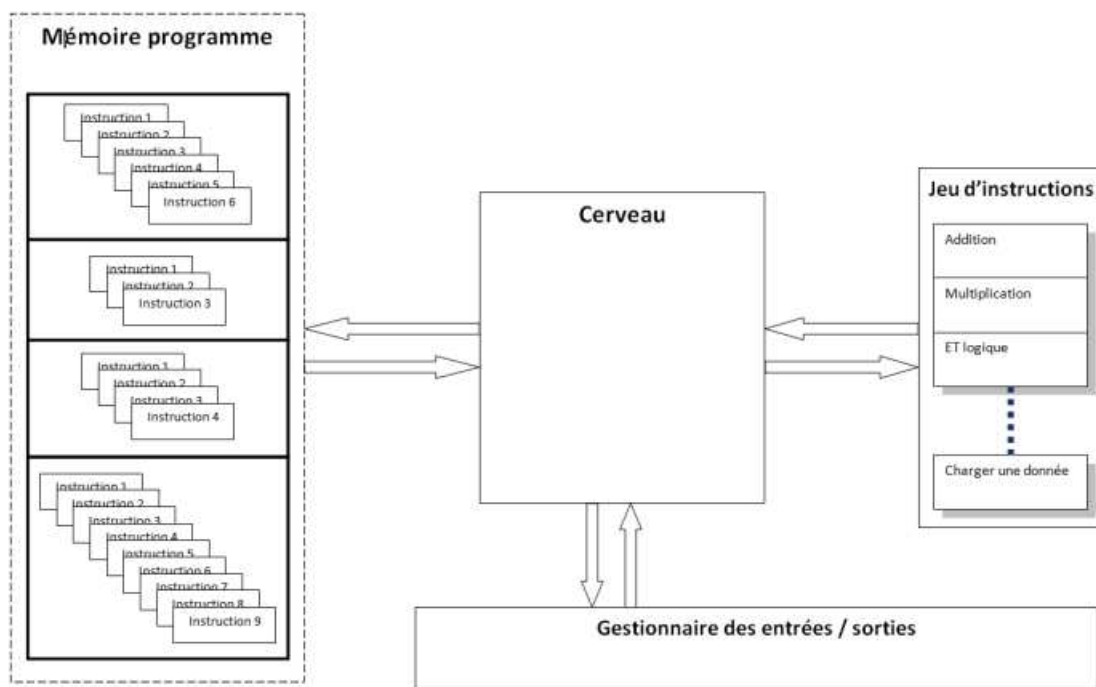 Mémoire programme
Instruction 1
Instruction 2
Instruction 3
Instruction 4
Instruction 5
Instruction 6
Instruction 1
Instruction 2
Instruction 3
Instruction 1
Instruction 2
Instruction 3
Instruction 4
Instruction 1
Instruction 2
Instruction 3
Instruction 4
Instruction 5
Instruction 6
Instruction 7
Instruction 8
Instruction 9
Cerveau
Jeu d’instructions
Addition
Multiplication
ET logique
Charger une donnée
Gestionnaire des entrées / sorties